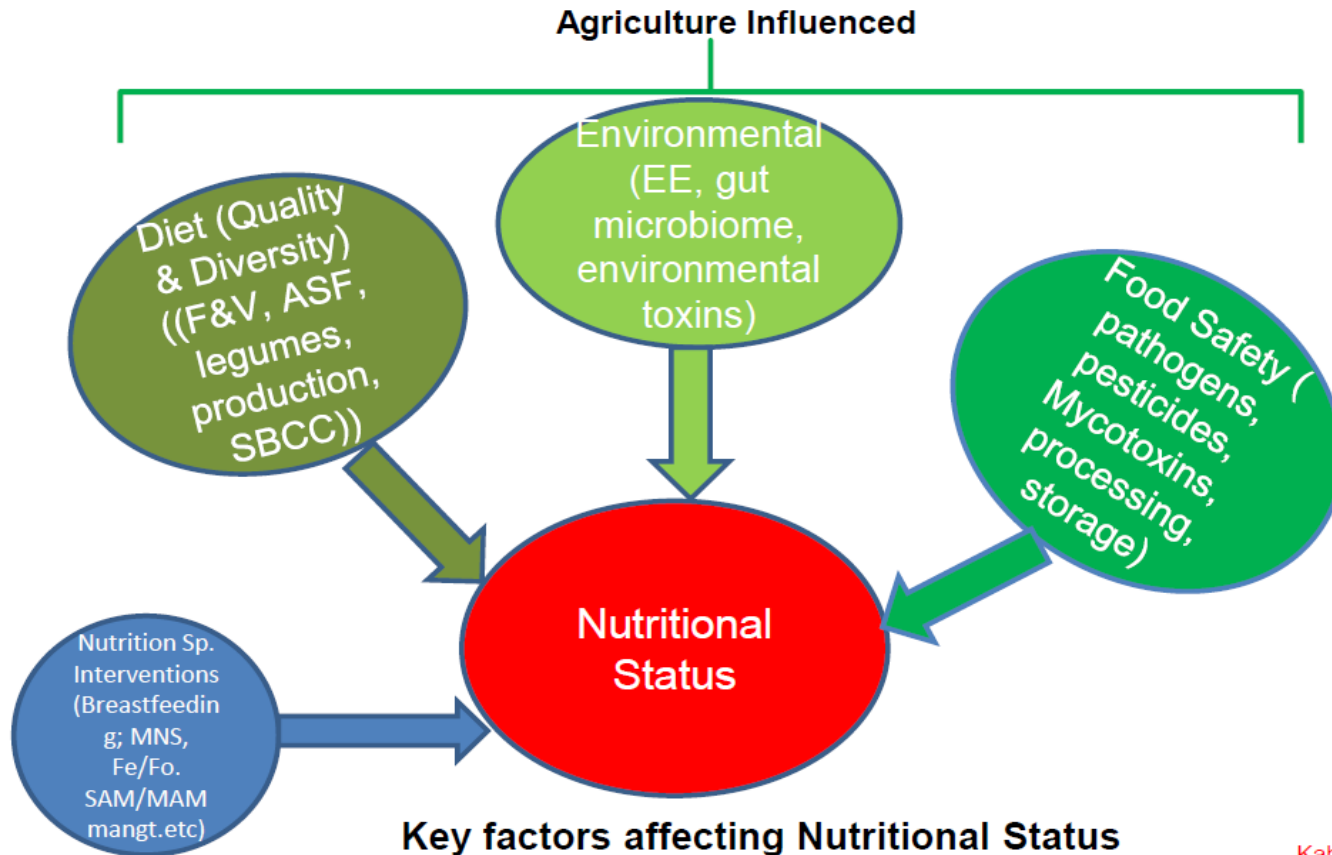 Agriculture Influenced
Environmental
(EE, gut
microbiome,
environmental
toxins)
Diet (Quality
& Diversity)
((F&V, ASF,
legumes,
production,
SBCC))
Food Safety (
pathogens,
pesticides,
Mycotoxins,
processing,
storage)
Nutritional
Status
Nutrition Sp.
Interventions
(Breastfeedin
g; MNS,
Fe/Fo.
SAM/MAM
mangt.etc)
Key factors affecting Nutritional Status